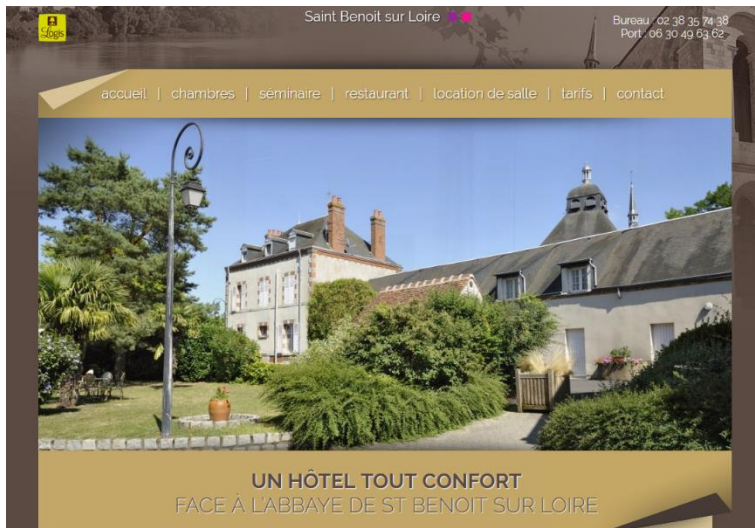 Logis
Saint Benoit sur Loire
Bureau : 02 38 35 74 38
Port : 06 30 49 63 62
accueil | chambres | séminaire | restaurant | location de salle | tarifs | contact
UN HÔTEL TOUT CONFORT
FACE À L'ABBAYE DE ST BENOIT SUR LOIRE